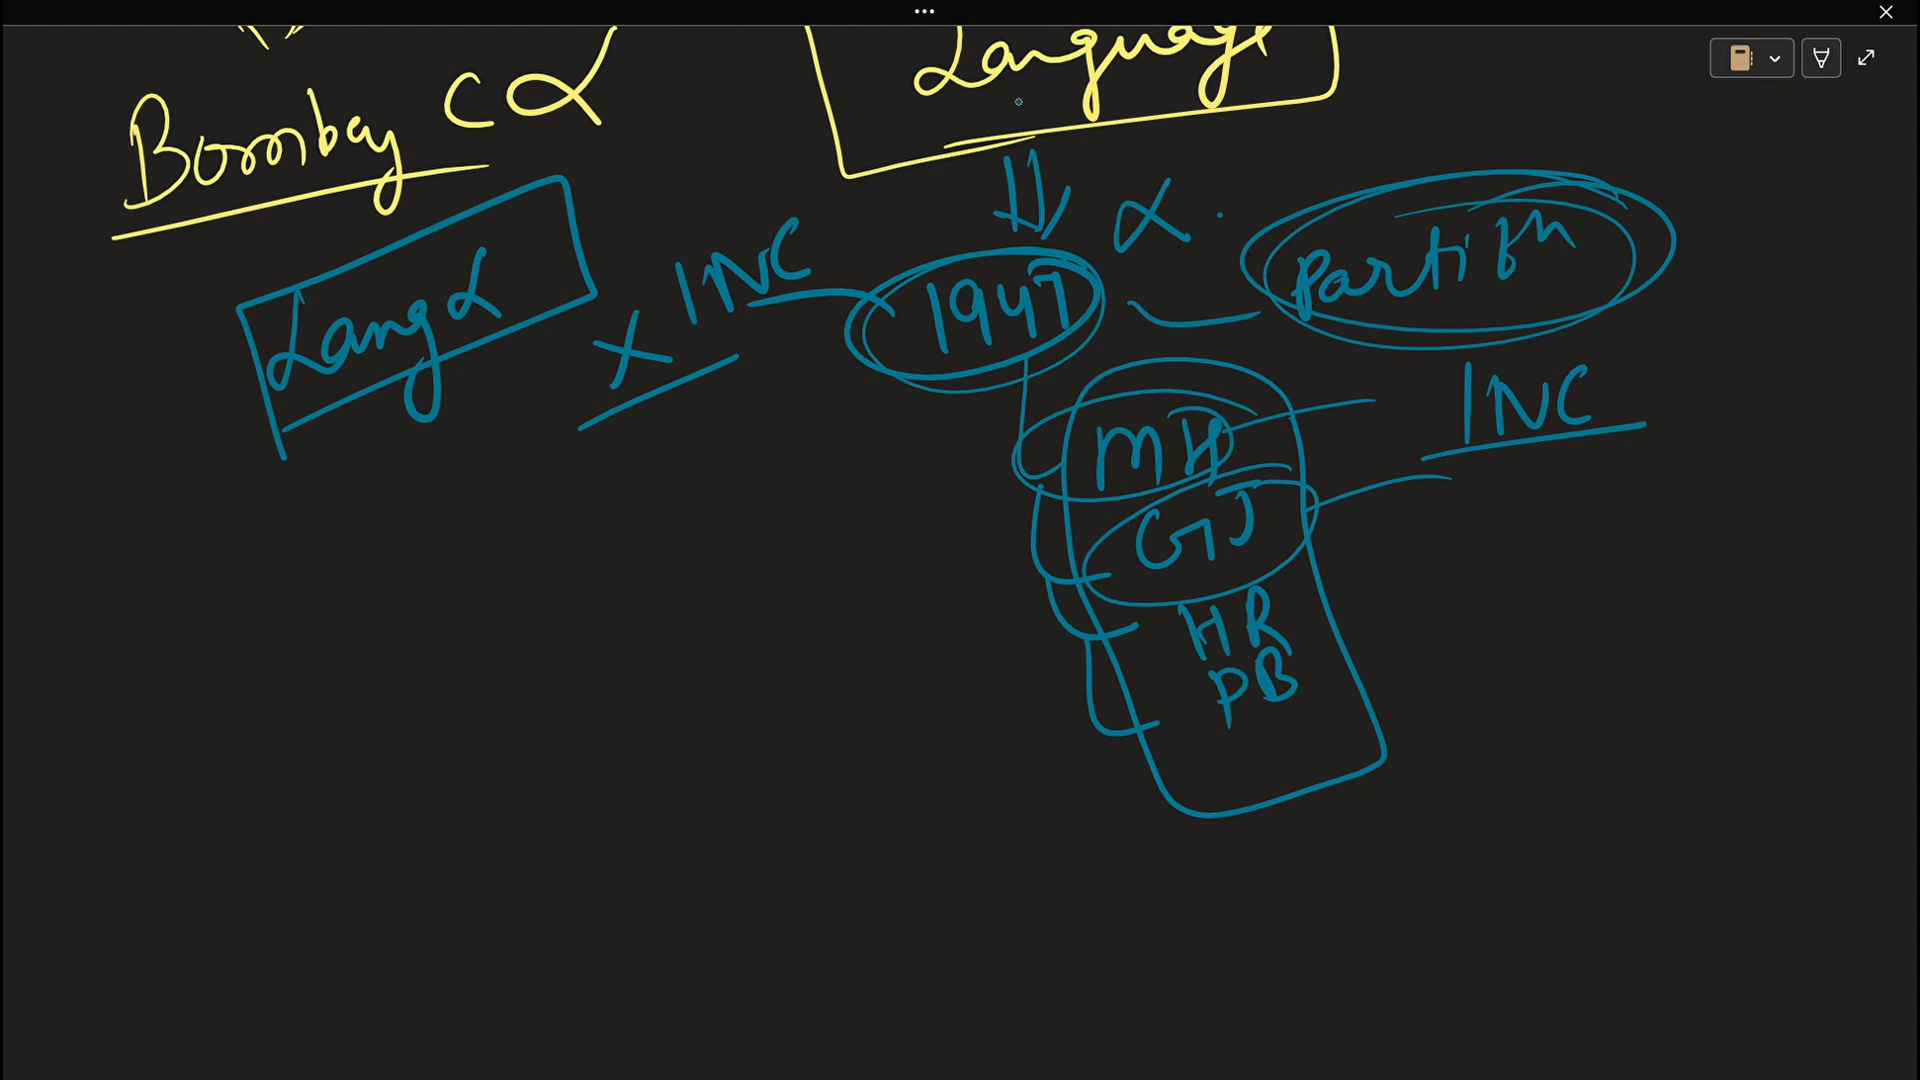 Language
Bombay C
Lang
INC
1947
Partition
INC
MH
GJ
HR
PB